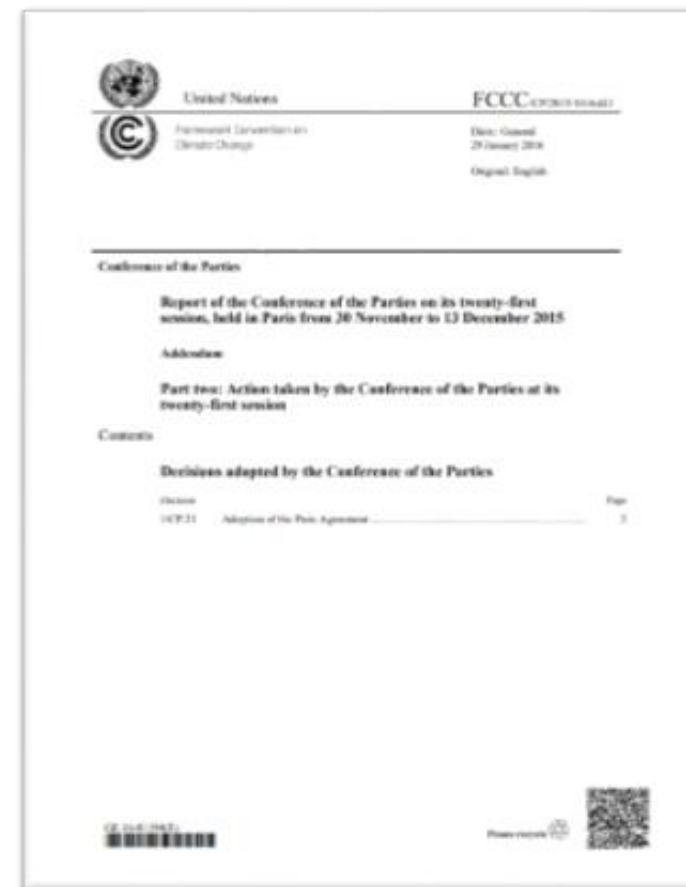 United Nations
FCCC
Framework Convention on
Climate Change
Distr.: General
29 January 2016
Original: English
Conference of the Parties
Report of the Conference of the Parties on its twenty-first
session, held in Paris from 30 November to 13 December 2015
Addendum
Part two: Action taken by the Conference of the Parties at its
twenty-first session
Contents
Decisions adopted by the Conference of the Parties
Decision Page
1/CP.21 Adoption of the Paris Agreement 2
Please recycle